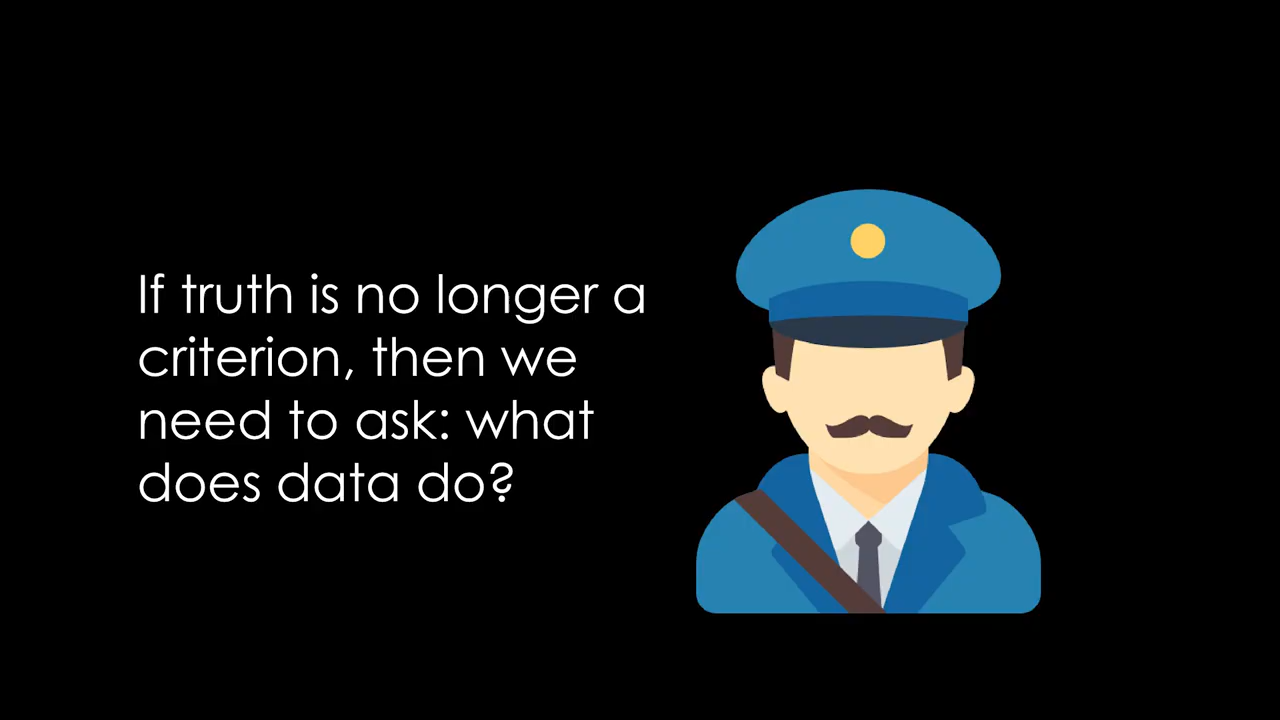 If truth is no longer a
criterion, then we
need to ask: what
does data do?